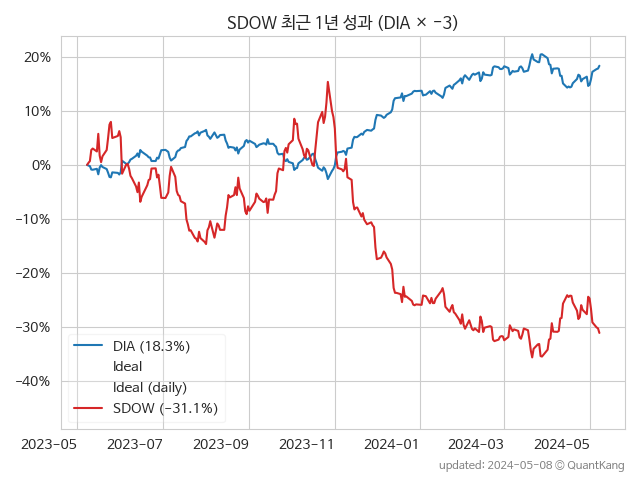 SDOW 최근 1년 성과 (DIA × −3)
20%
10%
0%
−10%
−20%
−30%
−40%
DIA (18.3%)
Ideal
Ideal (daily)
SDOW (−31.1%)
2023-05
2023-07
2023-09
2023-11
2024-01
2024-03
2024-05
updated: 2024-05-08 © QuantKang